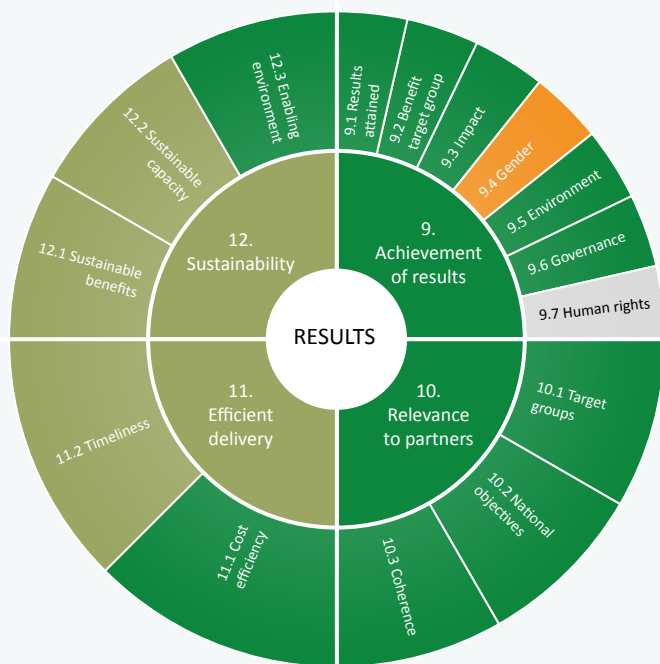 RESULTS
9.
Achievement
of results
9.1 Results
attained
9.2 Benefit
target group
9.3 Impact
9.4 Gender
9.5 Environment
9.6 Governance
9.7 Human rights
10.
Relevance
to partners
10.1 Target
groups
10.2 National
objectives
10.3 Coherence
11.
Efficient
delivery
11.1 Cost
efficiency
11.2 Timeliness
12.
Sustainability
12.1 Sustainable
benefits
12.2 Sustainable
capacity
12.3 Enabling
environment